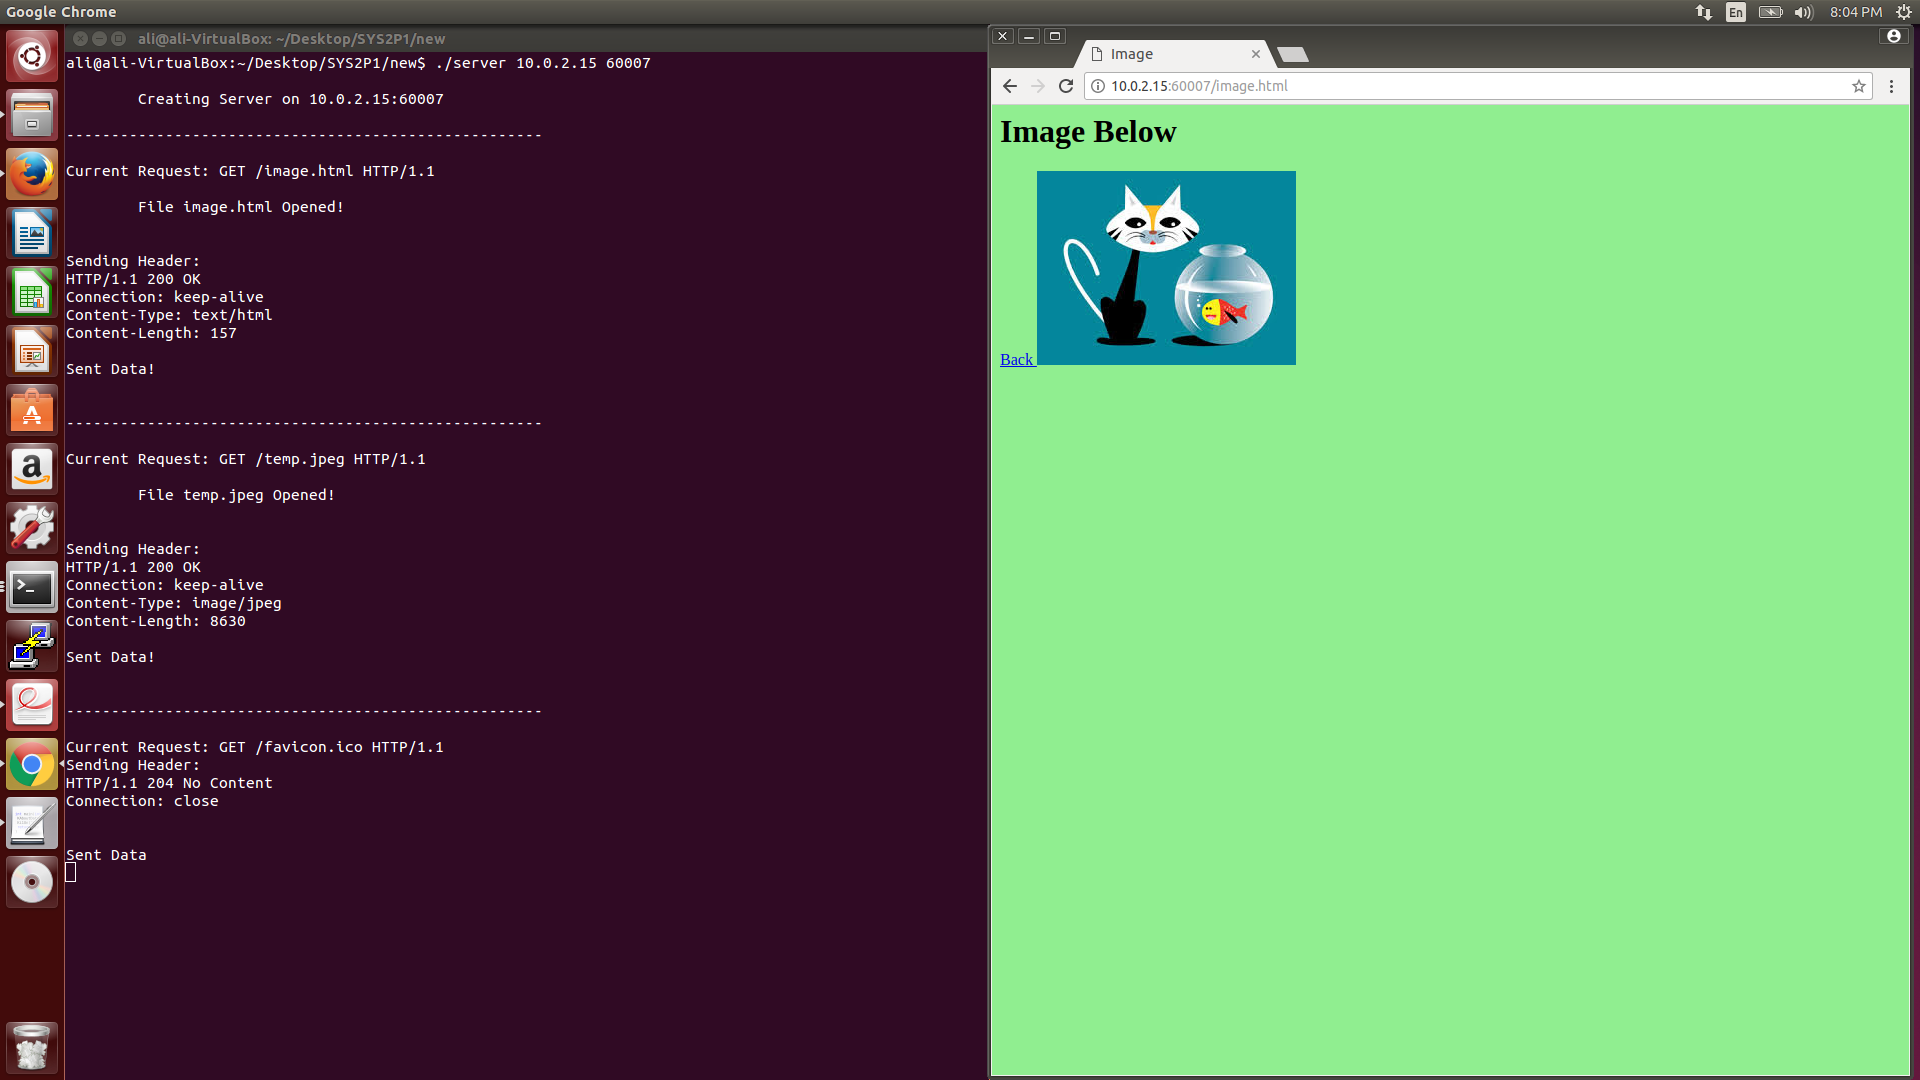 Google Chrome
En
8:04 PM
ali@ali-VirtualBox: ~/Desktop/SYS2P1/new
ali@ali-VirtualBox:~/Desktop/SYS2P1/new$ ./server 10.0.2.15 60007
Creating Server on 10.0.2.15:60007
-----------------------------------------------------
Current Request: GET /image.html HTTP/1.1
File image.html Opened!
Sending Header:
HTTP/1.1 200 OK
Connection: keep-alive
Content-Type: text/html
Content-Length: 157
Sent Data!
-----------------------------------------------------
Current Request: GET /temp.jpeg HTTP/1.1
File temp.jpeg Opened!
Sending Header:
HTTP/1.1 200 OK
Connection: keep-alive
Content-Type: image/jpeg
Content-Length: 8630
Sent Data!
-----------------------------------------------------
Current Request: GET /favicon.ico HTTP/1.1
Sending Header:
HTTP/1.1 204 No Content
Connection: close
Sent Data
Image
10.0.2.15:60007/image.html
Image Below
Back